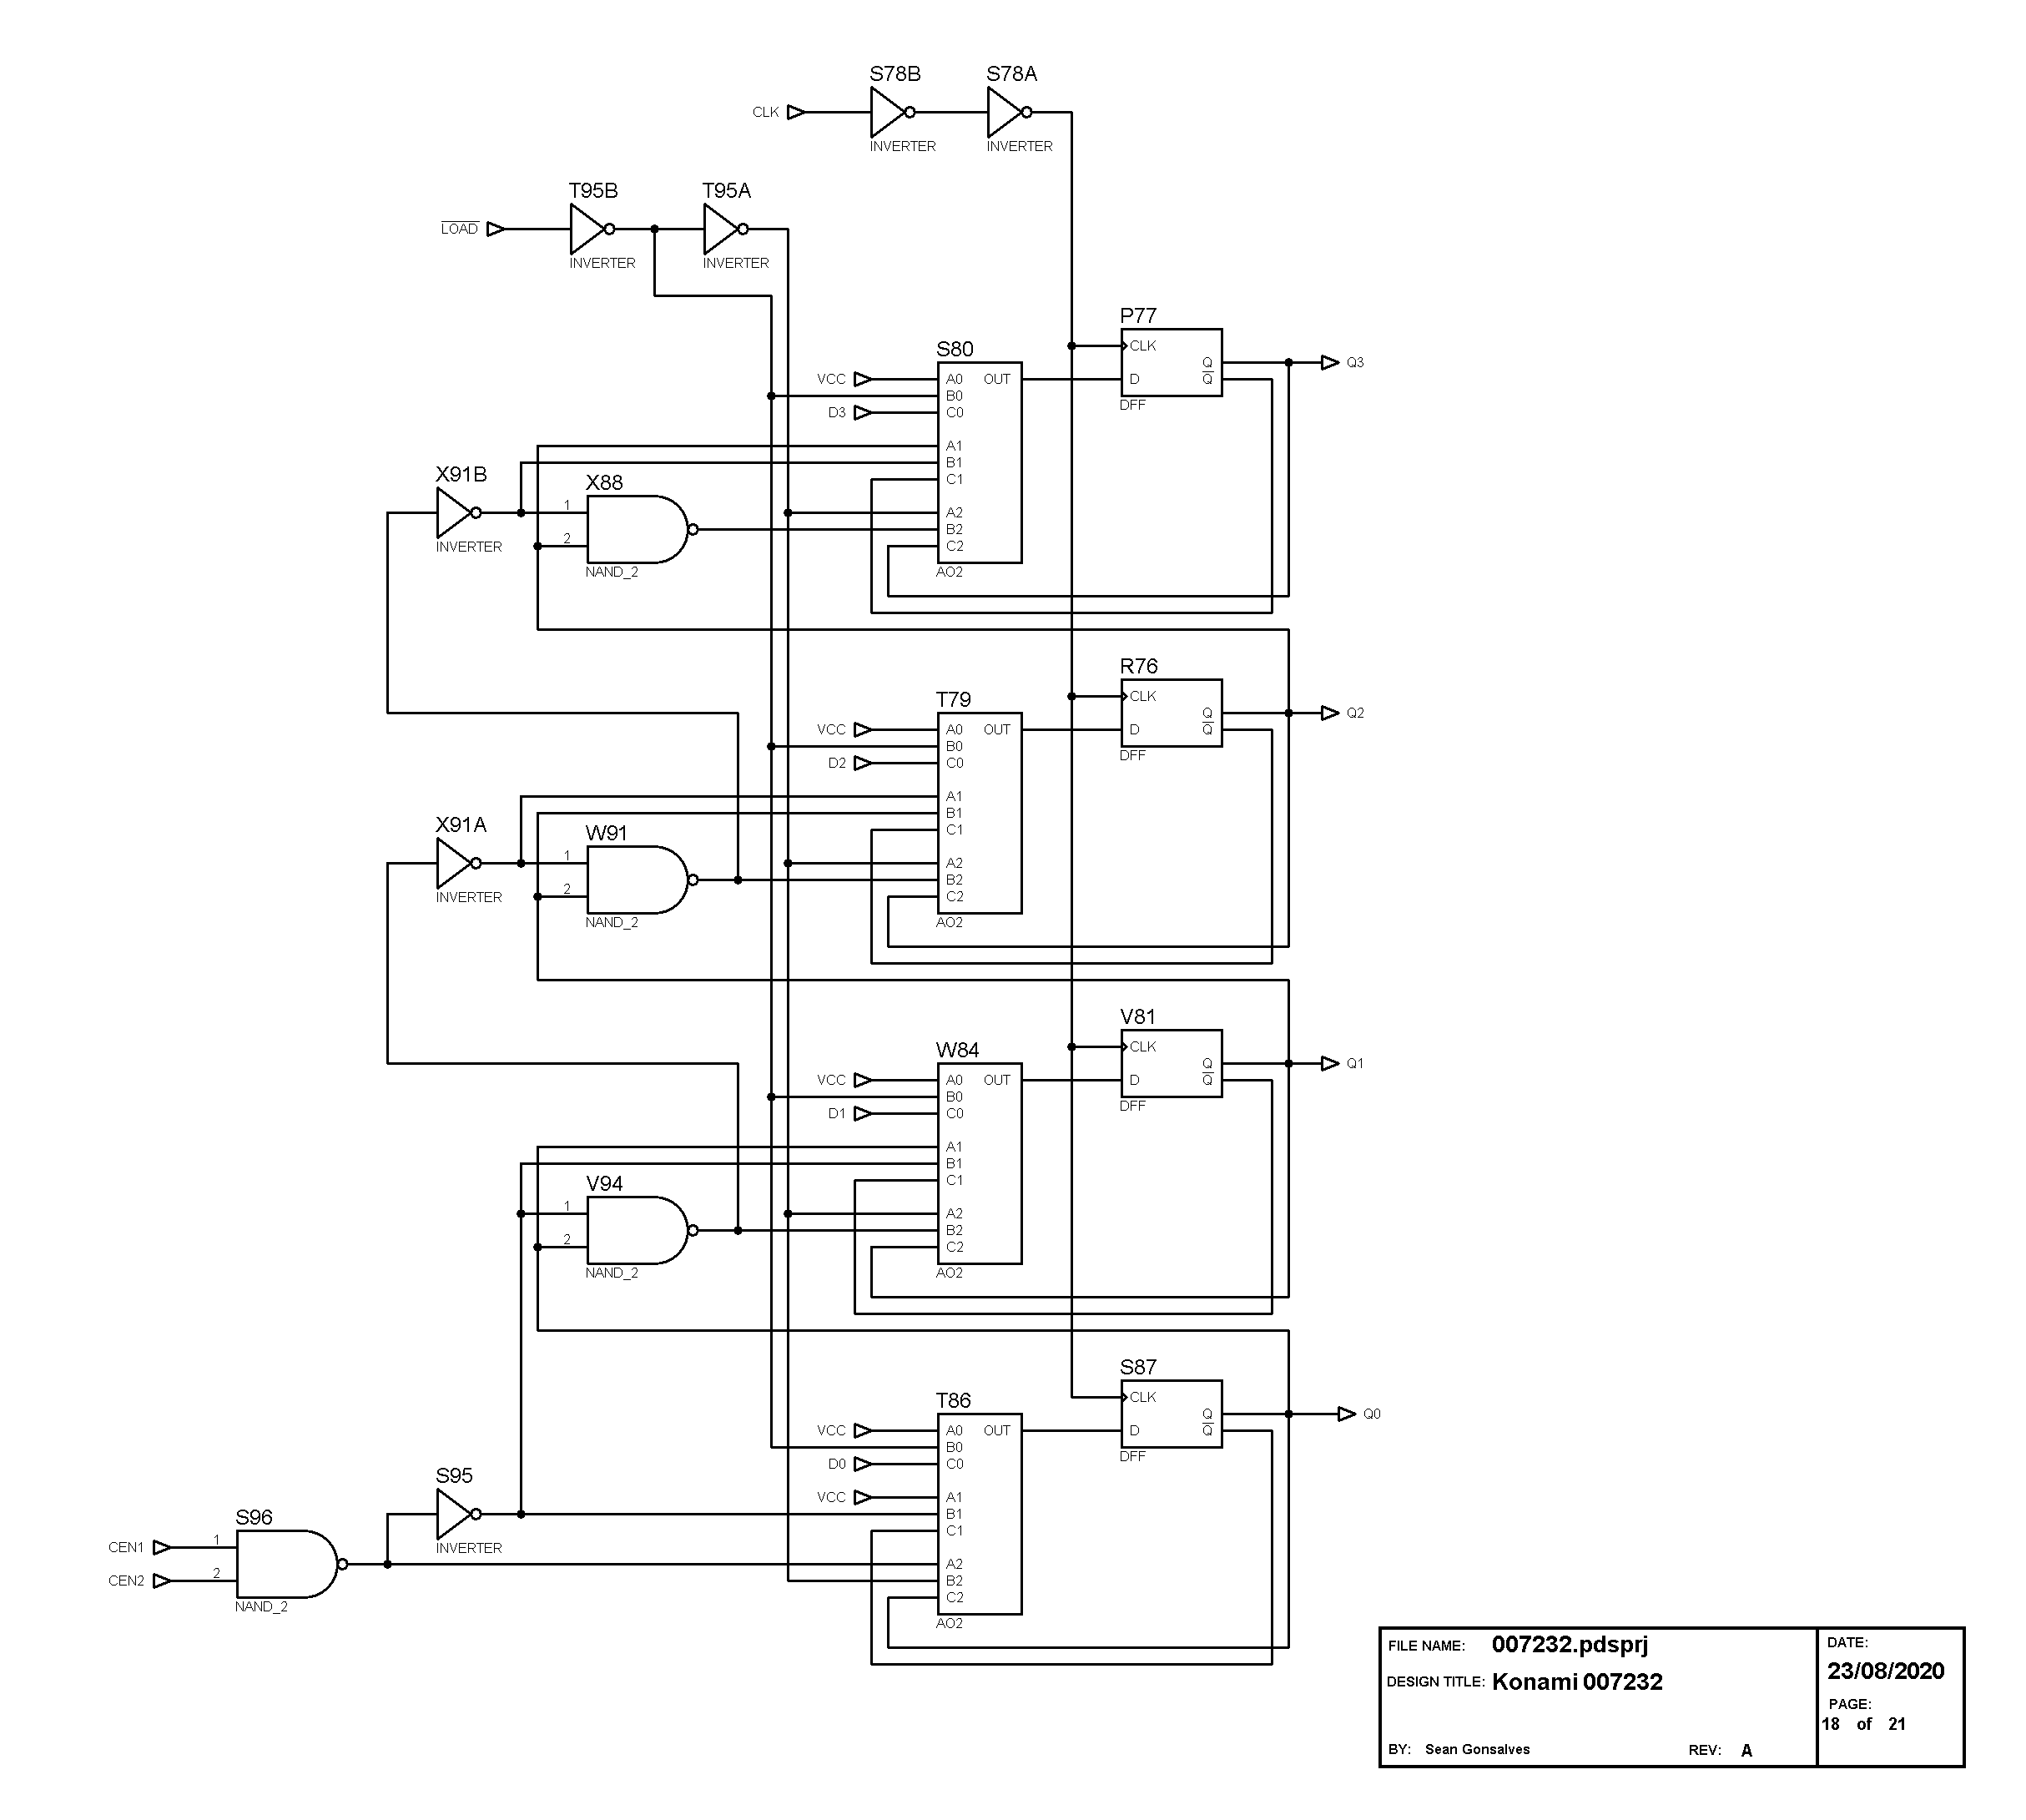 S78B S78A
CLK
INVERTER INVERTER
T95B T95A
LOAD
INVERTER INVERTER
P77
CLK
S80
Q Q3
VCC A0 OUT D Q
B0
DFF
D3 C0
A1
B1
X91B X88 C1
1 A2
B2
INVERTER 2 C2
NAND_2 AO2
R76
CLK
T79
Q Q2
VCC A0 OUT D Q
B0
DFF
D2 C0
A1
B1
X91A W91 C1
1 A2
B2
INVERTER 2 C2
NAND_2 AO2
V81
CLK
W84
Q Q1
VCC A0 OUT D Q
B0
DFF
D1 C0
A1
B1
V94 C1
1 A2
B2
2 C2
NAND_2 AO2
S87
CLK
T86
Q Q0
VCC A0 OUT D Q
B0
DFF
D0 C0
S95
VCC A1
S96 B1
C1
CEN1 1 INVERTER
A2
CEN2 2 B2
C2
NAND_2
AO2
FILE NAME: 007232.pdsprj
DESIGN TITLE: Konami 007232
BY: Sean Gonsalves REV: A
DATE:
23/08/2020
PAGE:
18 of 21